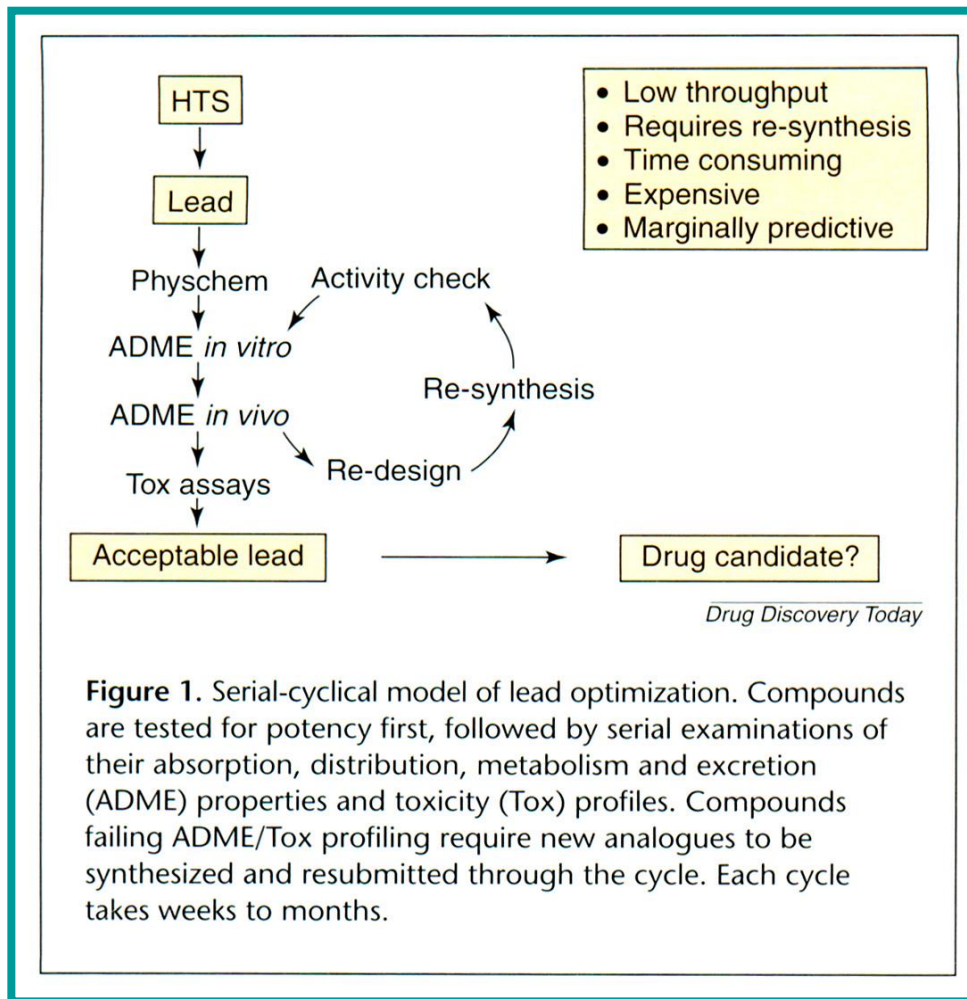 HTS
Lead
Physchem
ADME in vitro
ADME in vivo
Tox assays
Acceptable lead
Activity check
Re-synthesis
Re-design
Drug candidate?
• Low throughput
• Requires re-synthesis
• Time consuming
• Expensive
• Marginally predictive
Drug Discovery Today
Figure 1. Serial-cyclical model of lead optimization. Compounds
are tested for potency first, followed by serial examinations of
their absorption, distribution, metabolism and excretion
(ADME) properties and toxicity (Tox) profiles. Compounds
failing ADME/Tox profiling require new analogues to be
synthesized and resubmitted through the cycle. Each cycle
takes weeks to months.